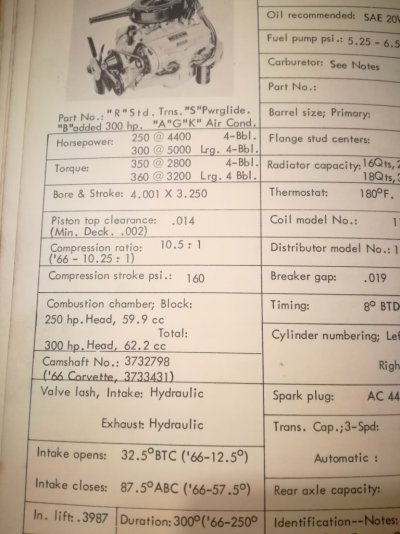 Part No.: "R" Std. Trns. "S" Pwrglide.
"B" added 300 hp. "A" "G" "K" Air Cond.
Horsepower: 250 @ 4400 4-Bbl.
300 @ 5000 Lrg. 4-Bbl.
Torque: 350 @ 2800 4-Bbl.
360 @ 3200 Lrg. 4 Bbl.
Bore & Stroke: 4.001 X 3.250
Piston top clearance: .014
(Min. Deck. .002)
Compression ratio: 10.5 : 1
('66 - 10.25 : 1)
Compression stroke psi.: 160
Combustion chamber; Block:
250 hp. Head, 59.9 cc
Total:
300 hp. Head, 62.2 cc
Camshaft No.: 3732798
('66 Corvette, 3733431)
Valve lash, Intake: Hydraulic
Exhaust: Hydraulic
Intake opens: 32.5°BTC ('66-12.5°)
Intake closes: 87.5°ABC ('66-57.5°)
In. lift: .3987 Duration: 300° ('66-250°
Oil recommended: SAE 20W
Fuel pump psi.: 5.25 - 6.5
Carburetor: See Notes
Part No.:
Barrel size; Primary:
Flange stud centers:
Radiator capacity: 16Qts,
18Qts,
Thermostat: 180°F.
Coil model No.:
Distributor model No.: 1
Breaker gap: .019
Timing: 8° BTD
Cylinder numbering; Lef
Righ
Spark plug: AC 44
Trans. Cap.; 3-Spd:
Automatic :
Rear axle capacity:
Identification--Notes: